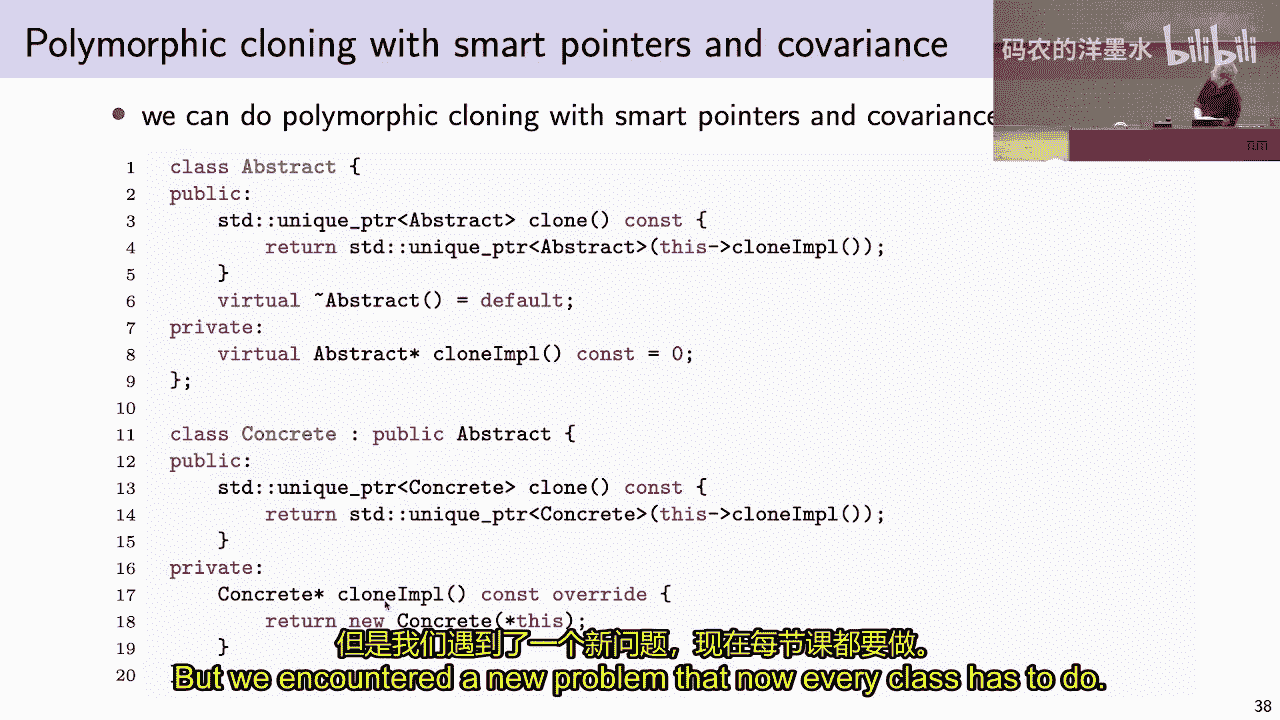 Polymorphic cloning with smart pointers and covariance
码农的洋墨水 bilibili
• we can do polymorphic cloning with smart pointers and covariance
1 class Abstract {
2 public:
3 std::unique_ptr<Abstract> clone() const {
4 return std::unique_ptr<Abstract>(this->cloneImpl());
5 }
6 virtual ~Abstract() = default;
7 private:
8 virtual Abstract* cloneImpl() const = 0;
9 };
10
11 class Concrete : public Abstract {
12 public:
13 std::unique_ptr<Concrete> clone() const {
14 return std::unique_ptr<Concrete>(this->cloneImpl());
15 }
16 private:
17 Concrete* cloneImpl() const override {
18 return new Concrete(*this);
19 }
20
但是我们遇到了一个新问题，现在每节课都要做。
But we encountered a new problem that now every class has to do.
38